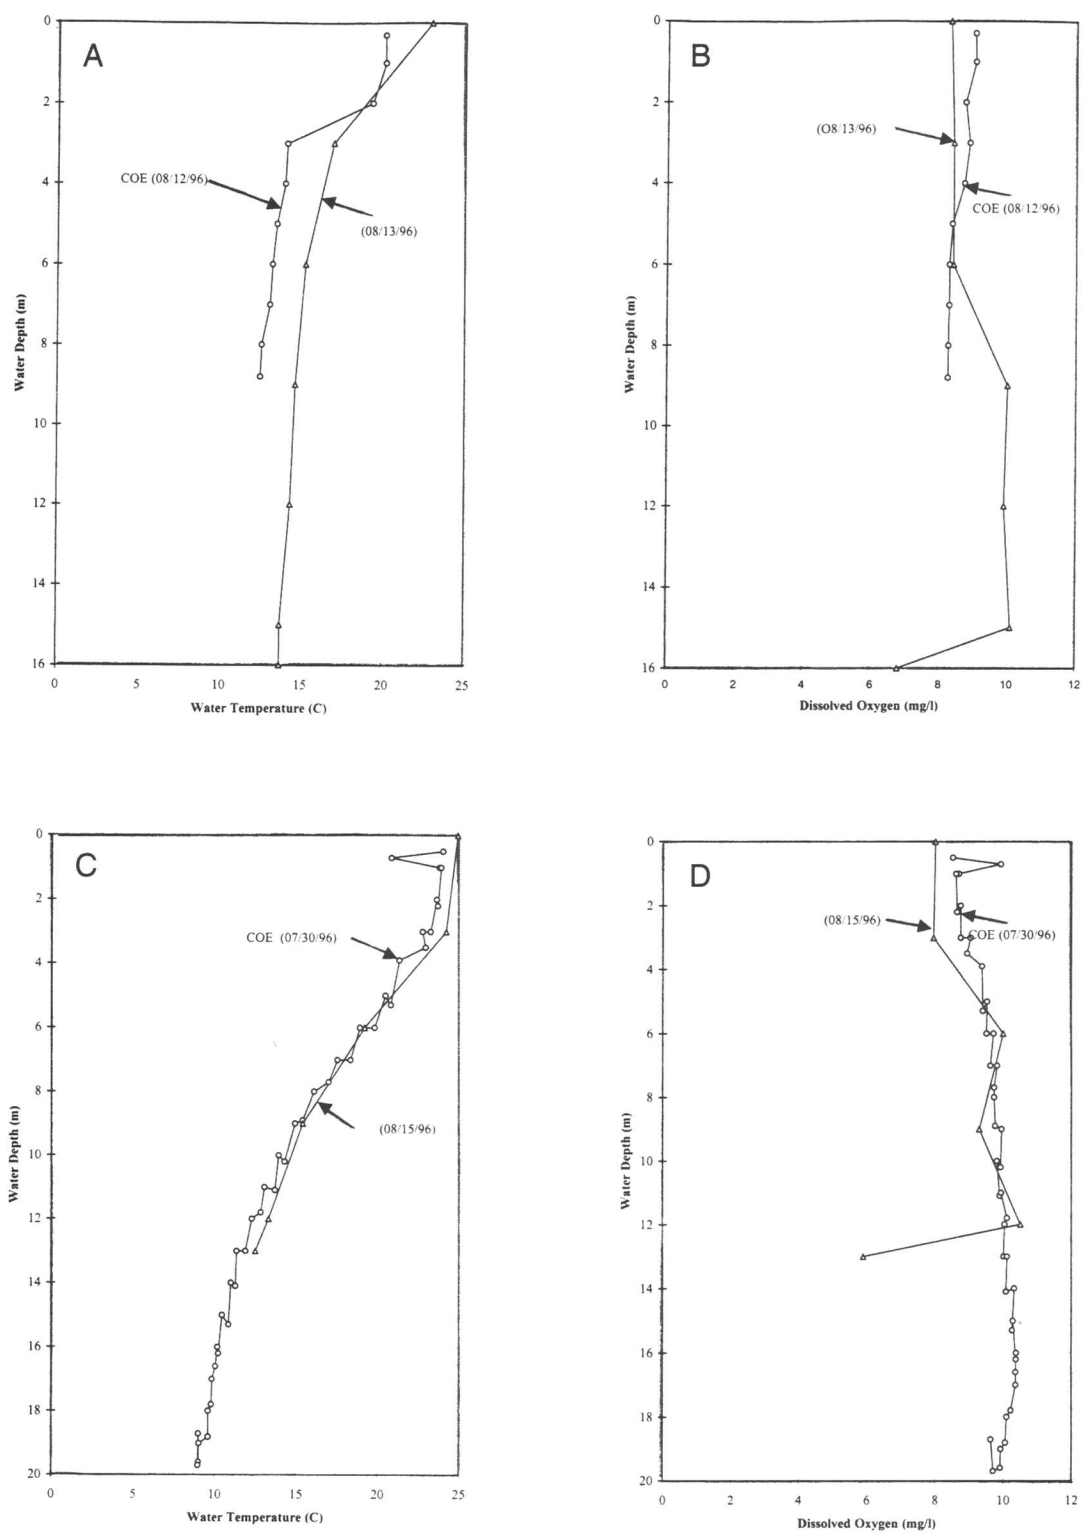 A
0
2
4
6
8
10
12
14
16
Water Depth (m)
COE (08/12/96)
(08/13/96)
0 5 10 15 20 25
Water Temperature (C)
B
0
2
4
6
8
10
12
14
16
Water Depth (m)
(O8/13/96)
COE (08/12/96)
0 2 4 6 8 10 12
Dissolved Oxygen (mg/l)
C
0
2
4
6
8
10
12
14
16
18
20
Water Depth (m)
COE (07/30/96)
(08/15/96)
0 5 10 15 20 25
Water Temperature (C)
D
0
2
4
6
8
10
12
14
16
18
20
Water Depth (m)
(08/15/96)
COE (07/30/96)
0 2 4 6 8 10 12
Dissolved Oxygen (mg/l)